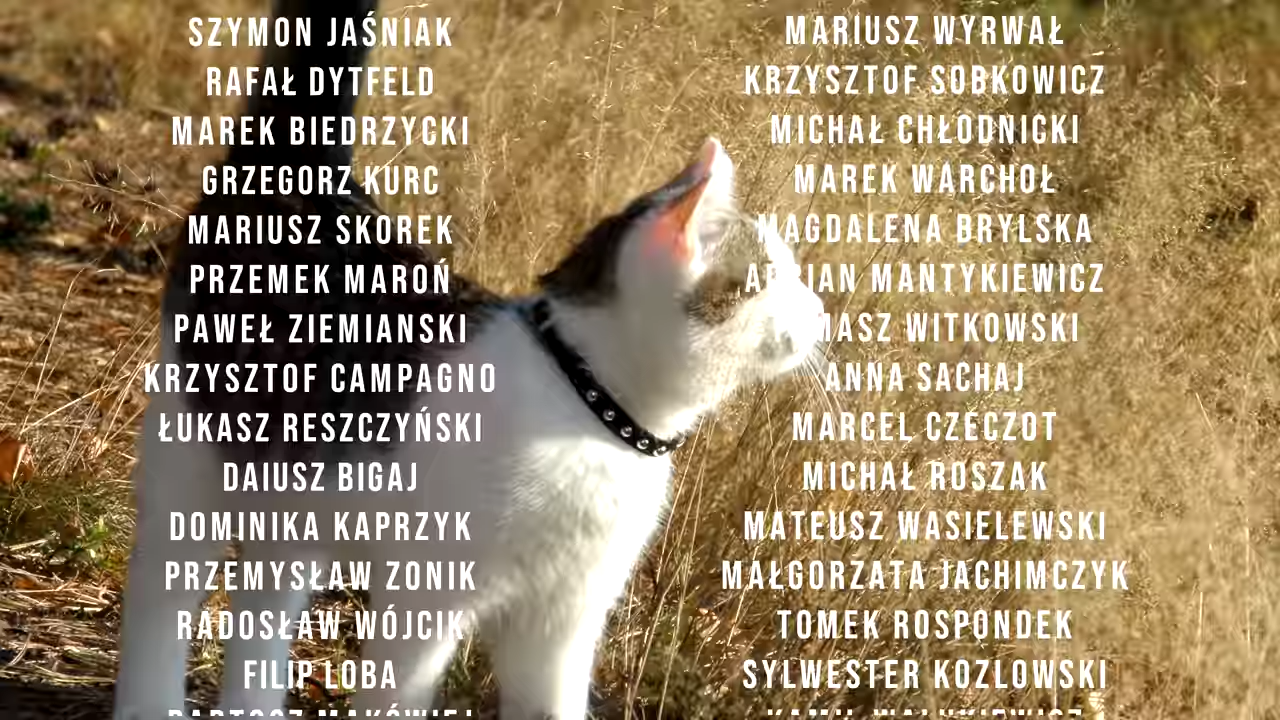 SZYMON JAŚNIAK
RAFAŁ DYTFELD
MAREK BIEDRZYCKI
GRZEGORZ KURC
MARIUSZ SKOREK
PRZEMEK MAROŃ
PAWEŁ ZIEMIANSKI
KRZYSZTOF CAMPAGNO
ŁUKASZ RESZCZYŃSKI
DAIUSZ BIGAJ
DOMINIKA KAPRZYK
PRZEMYSŁAW ZONIK
RADOSŁAW WÓJCIK
FILIP LOBA
MARIUSZ WYRWAŁ
KRZYSZTOF SOBKOWICZ
MICHAŁ CHŁODNICKI
MAREK WARCHOŁ
MAGDALENA BRYLSKA
ADRIAN MANTYKIEWICZ
TOMASZ WITKOWSKI
ANNA SACHAJ
MARCEL CZECZOT
MICHAŁ ROSZAK
MATEUSZ WASIELEWSKI
MAŁGORZATA JACHIMCZYK
TOMEK ROSPONDEK
SYLWESTER KOZLOWSKI